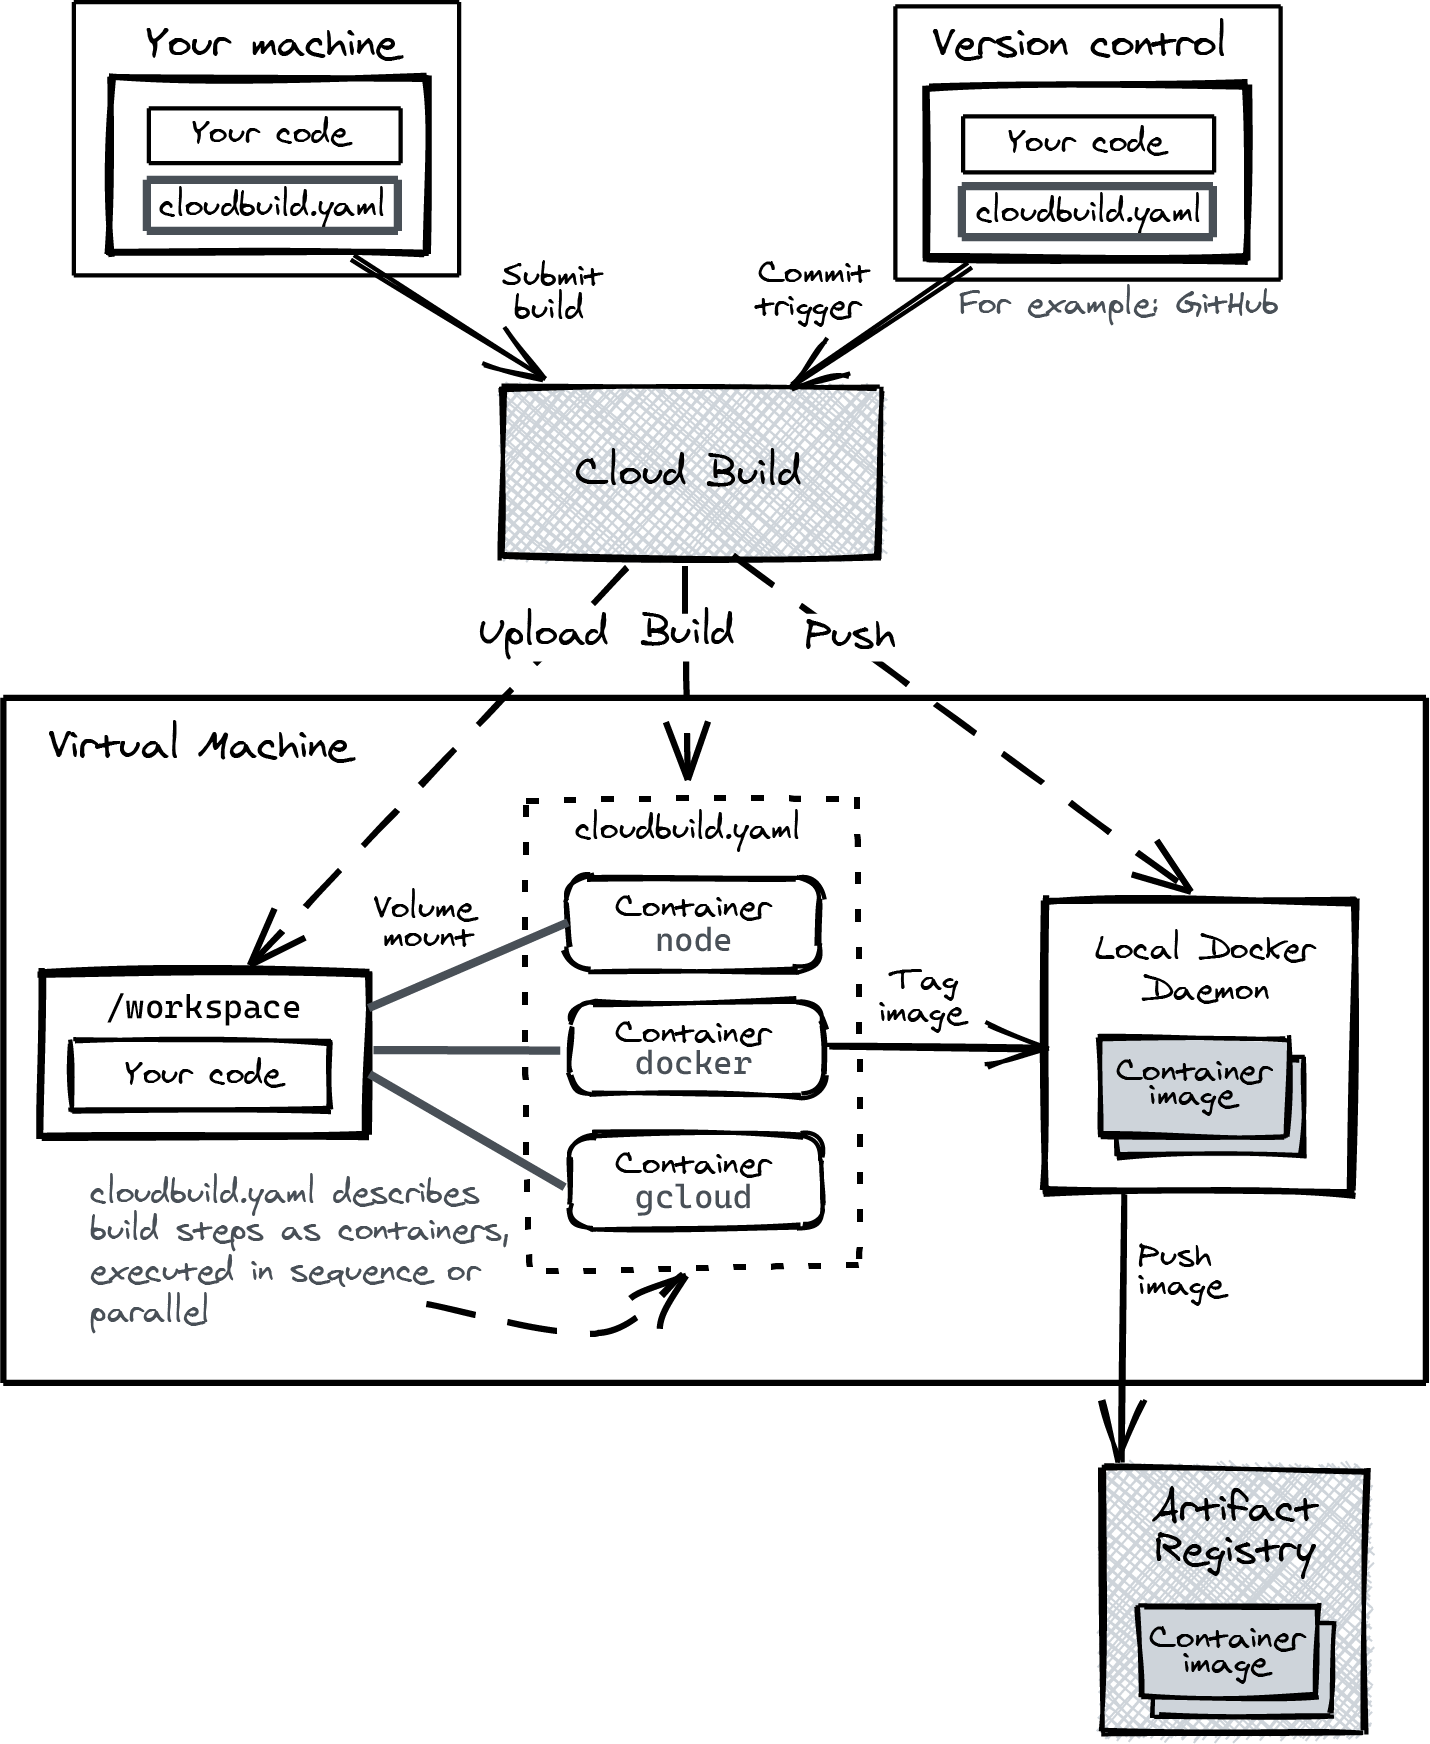 Your machine
Your code
cloudbuild.yaml
Version control
Your code
cloudbuild.yaml
For example: GitHub
Submit
build
Commit
trigger
Cloud Build
Upload
Build
Push
Virtual Machine
cloudbuild.yaml
Volume
mount
Container
node
Container
docker
Container
gcloud
/workspace
Your code
Tag
image
Local Docker
Daemon
Container
image
cloudbuild.yaml describes
build steps as containers,
executed in sequence or
parallel
Push
image
Artifact
Registry
Container
image